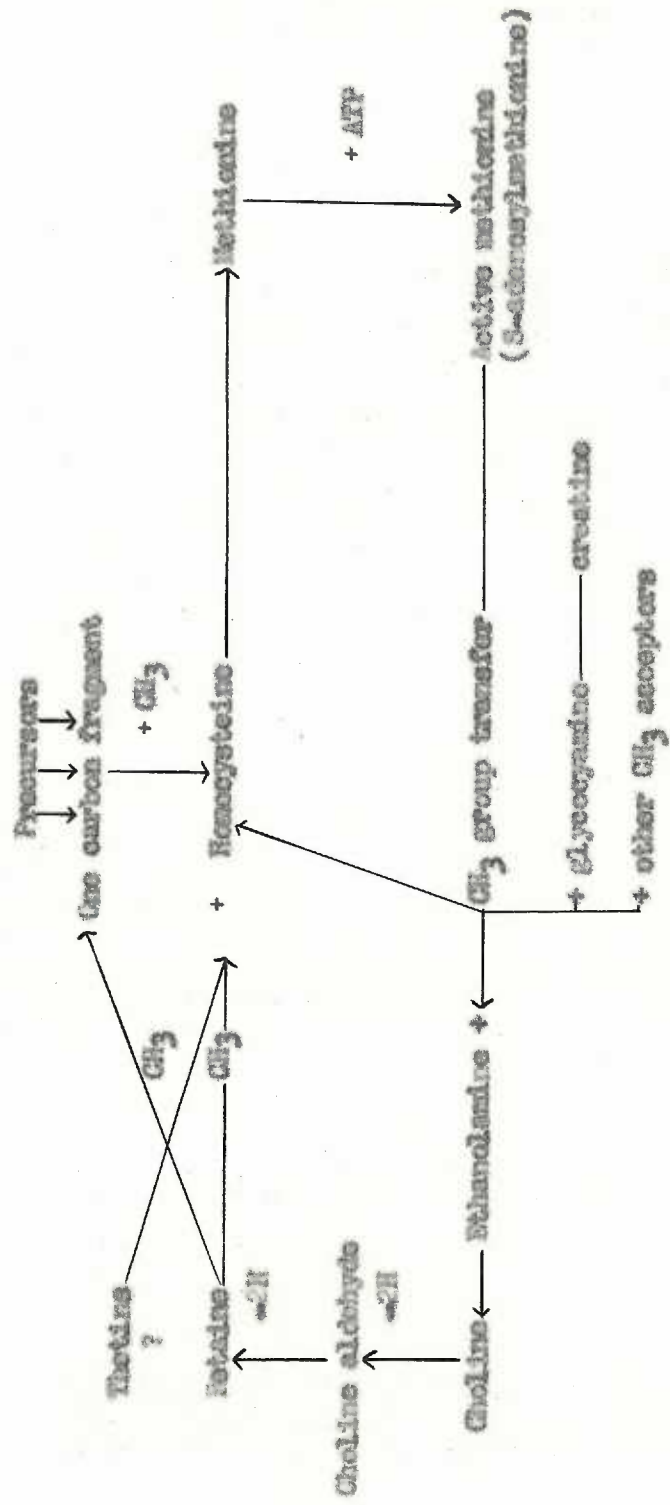 Precursors
One carbon fragment
+ CH3
CH3
Thetins
?
Betaine
CH3
+ Homocysteine
Methionine
-2H
+ ATP
Choline aldehyde
-2H
Choline
Ethanolamine +
CH3 group transfer
Active methionine
(S-adenosylmethionine)
+ glycocyamine
creatine
+ other CH3 acceptors